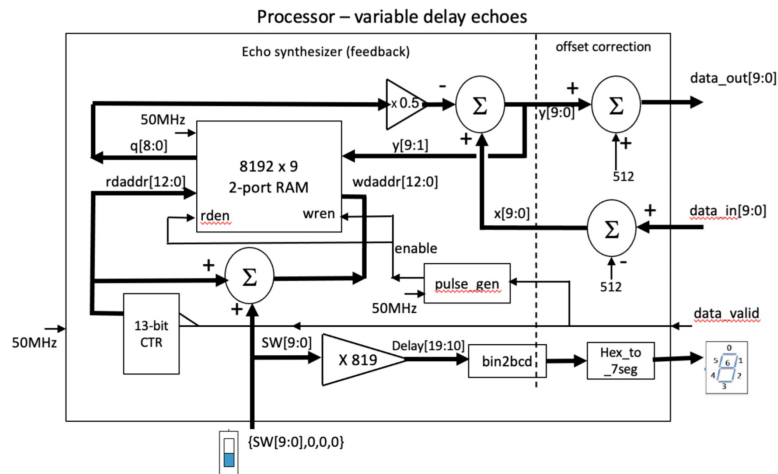 Processor – variable delay echoes
Echo synthesizer (feedback)
offset correction
data_out[9:0]
x 0.5
-
Σ
+
Σ
y[9:0]
50MHz
+
+
q[8:0]
y[9:1]
8192 x 9
2-port RAM
512
rdaddr[12:0]
wdaddr[12:0]
rden
wren
x[9:0]
Σ
+
data_in[9:0]
-
512
enable
+
Σ
pulse_gen
50MHz
+
data_valid
50MHz
13-bit
CTR
SW[9:0]
X 819
Delay[19:10]
bin2bcd
Hex_to
_7seg
0
5 6 1
4 2
3
{SW[9:0],0,0,0}